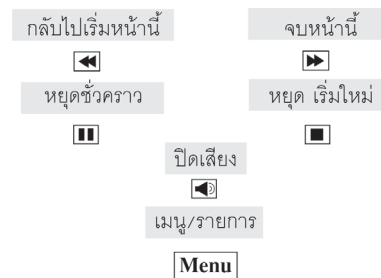 กลับไปเริ่มหน้านี้ จบหน้านี้
หยุดชั่วคราว หยุด เริ่มใหม่
ปิดเสียง
เมนู/รายการ
Menu